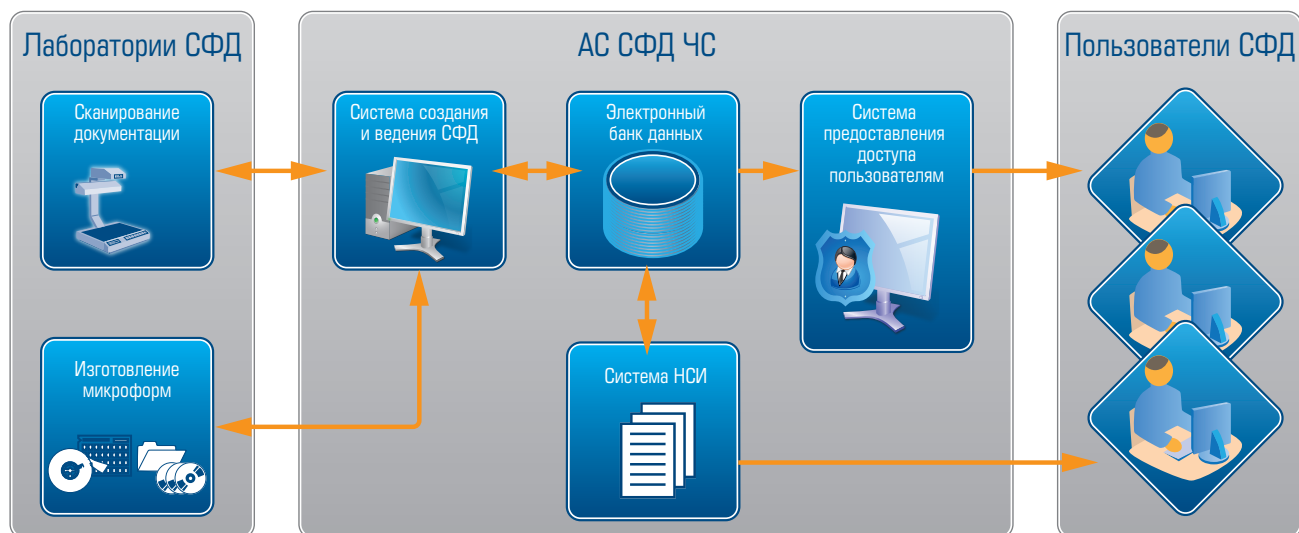 Лаборатории СФД
АС СФД ЧС
Пользователи СФД
Сканирование
документации
Система создания
и ведения СФД
Электронный
банк данных
Система
предоставления
доступа
пользователям
Изготовление
микроформ
Система НСИ